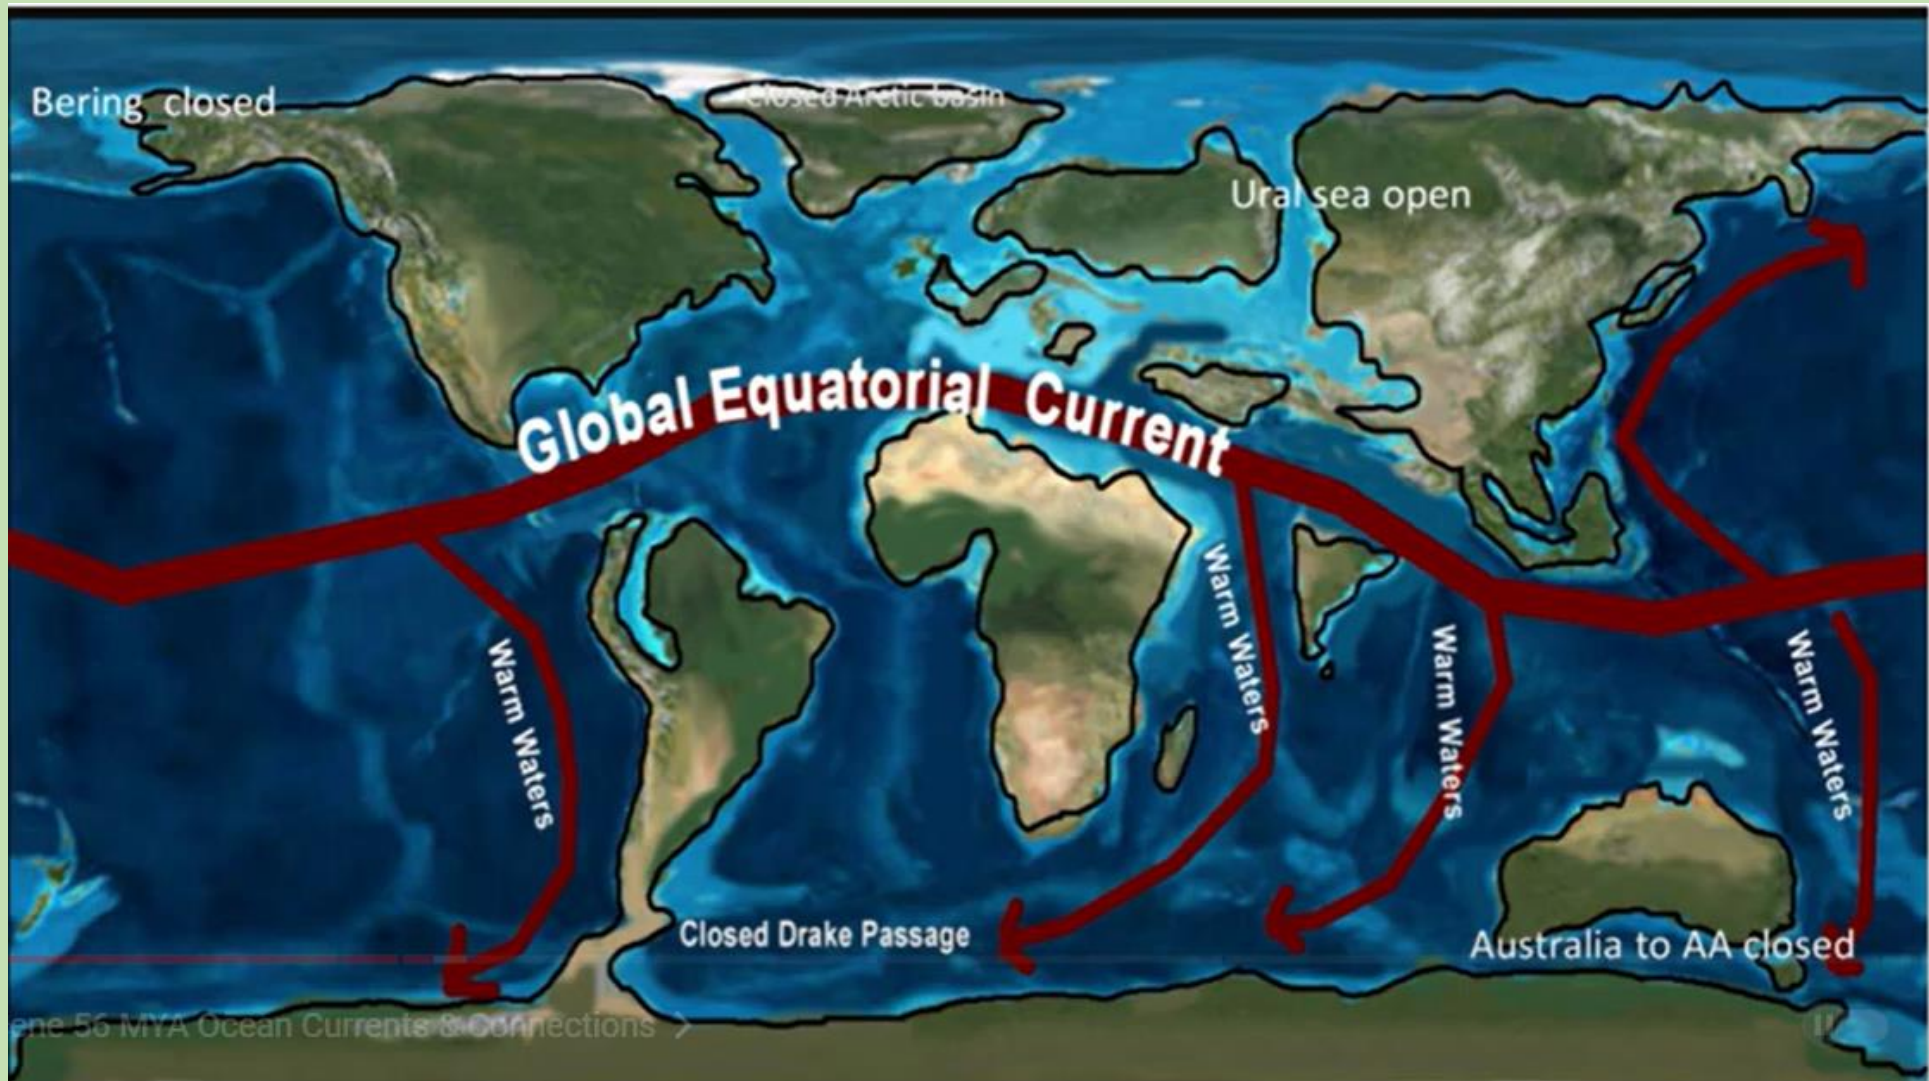 Bering closed
Closed Arctic basin
Ural sea open
Global Equatorial Current
Warm Waters
Warm Waters
Warm Waters
Warm Waters
Closed Drake Passage
Australia to AA closed
ene 56 MYA Ocean Currents & Connections